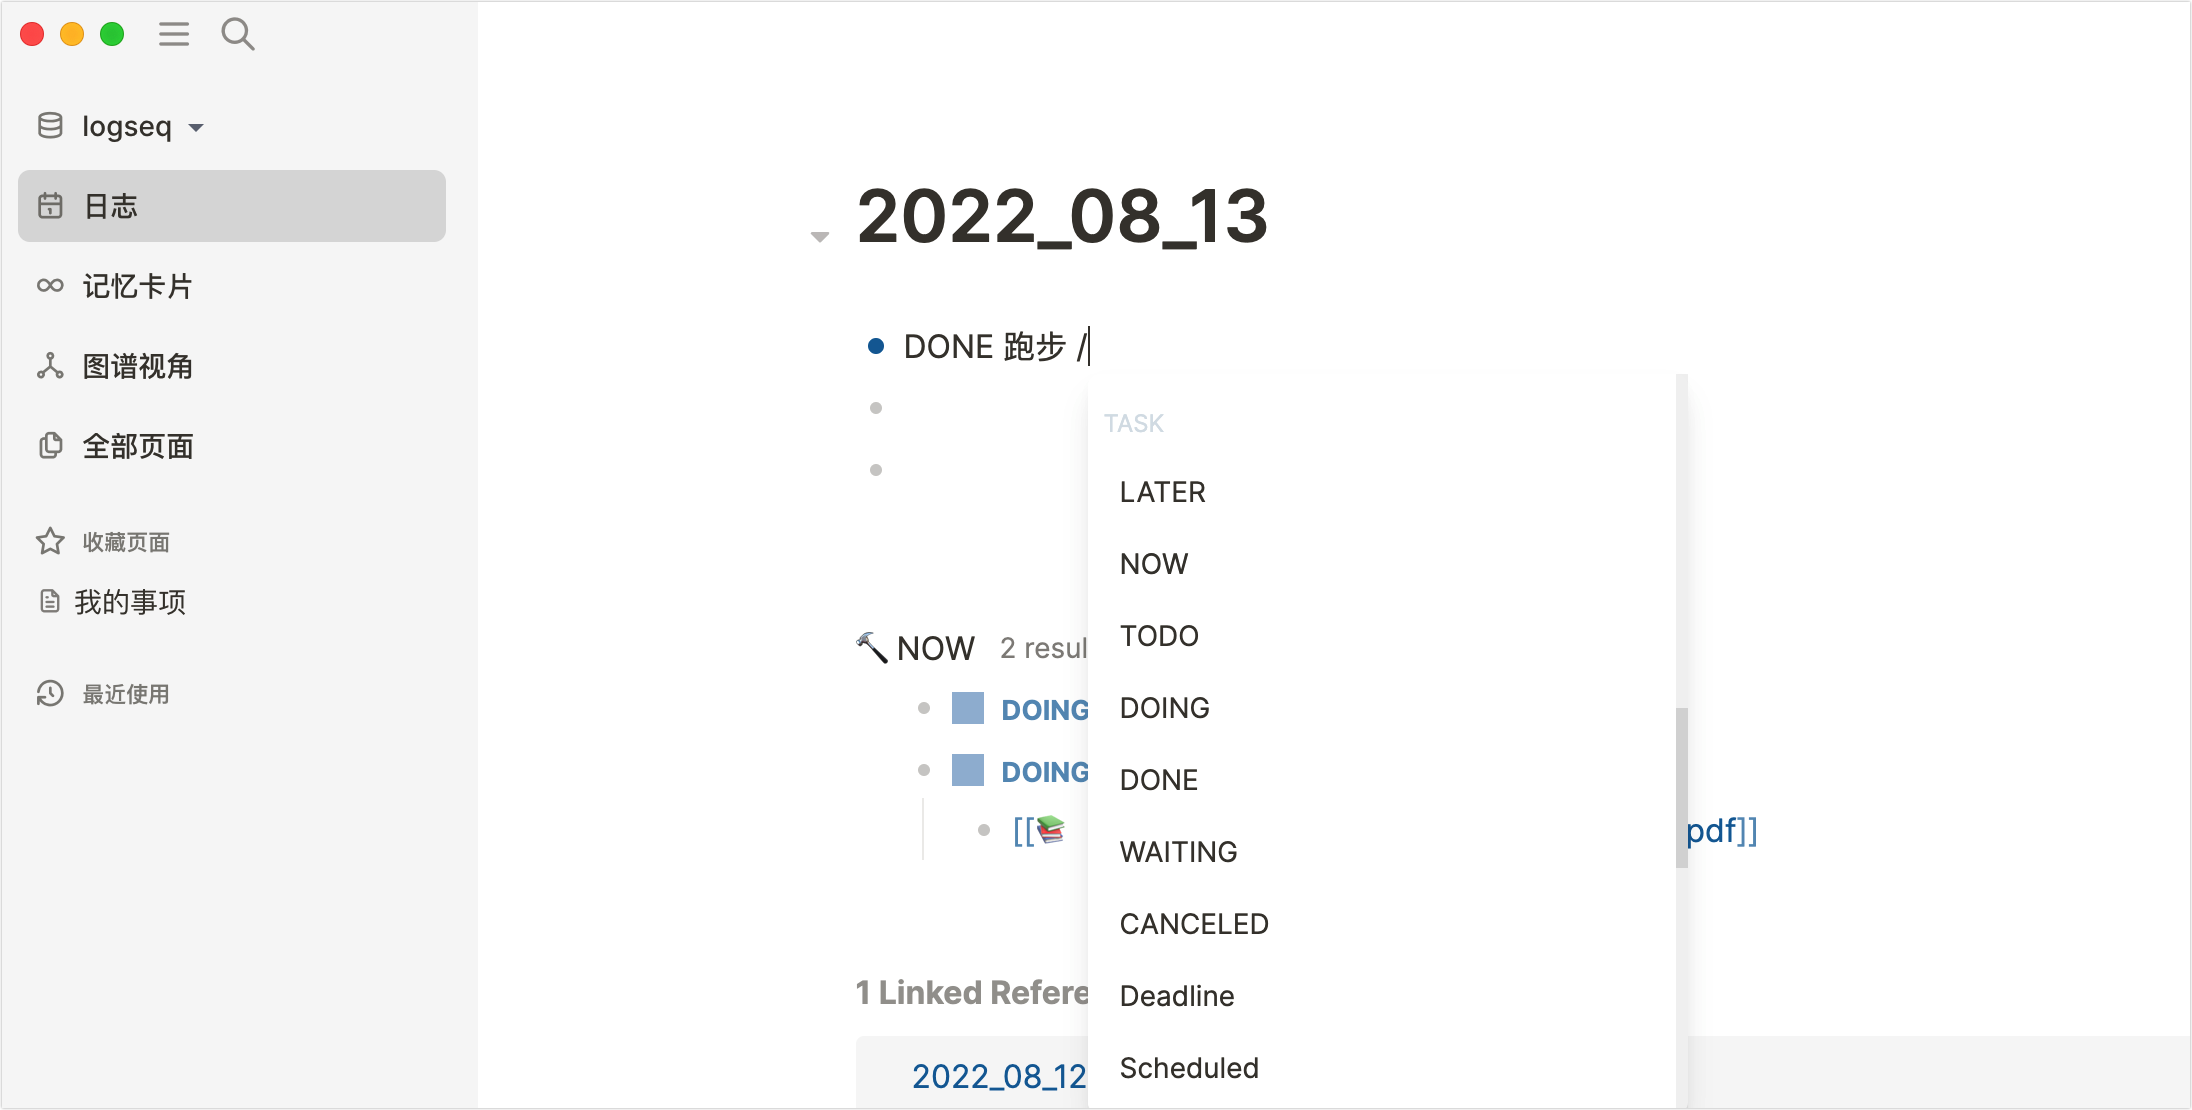 logseq
日志
记忆卡片
图谱视角
全部页面
收藏页面
我的事项
最近使用
2022_08_13
DONE 跑步 /
TASK
LATER
NOW
TODO
DOING
DONE
WAITING
CANCELED
Deadline
Scheduled
🔨 NOW 2 resul
DOING
DOING
[[📚 pdf]]
1 Linked Refere
2022_08_12